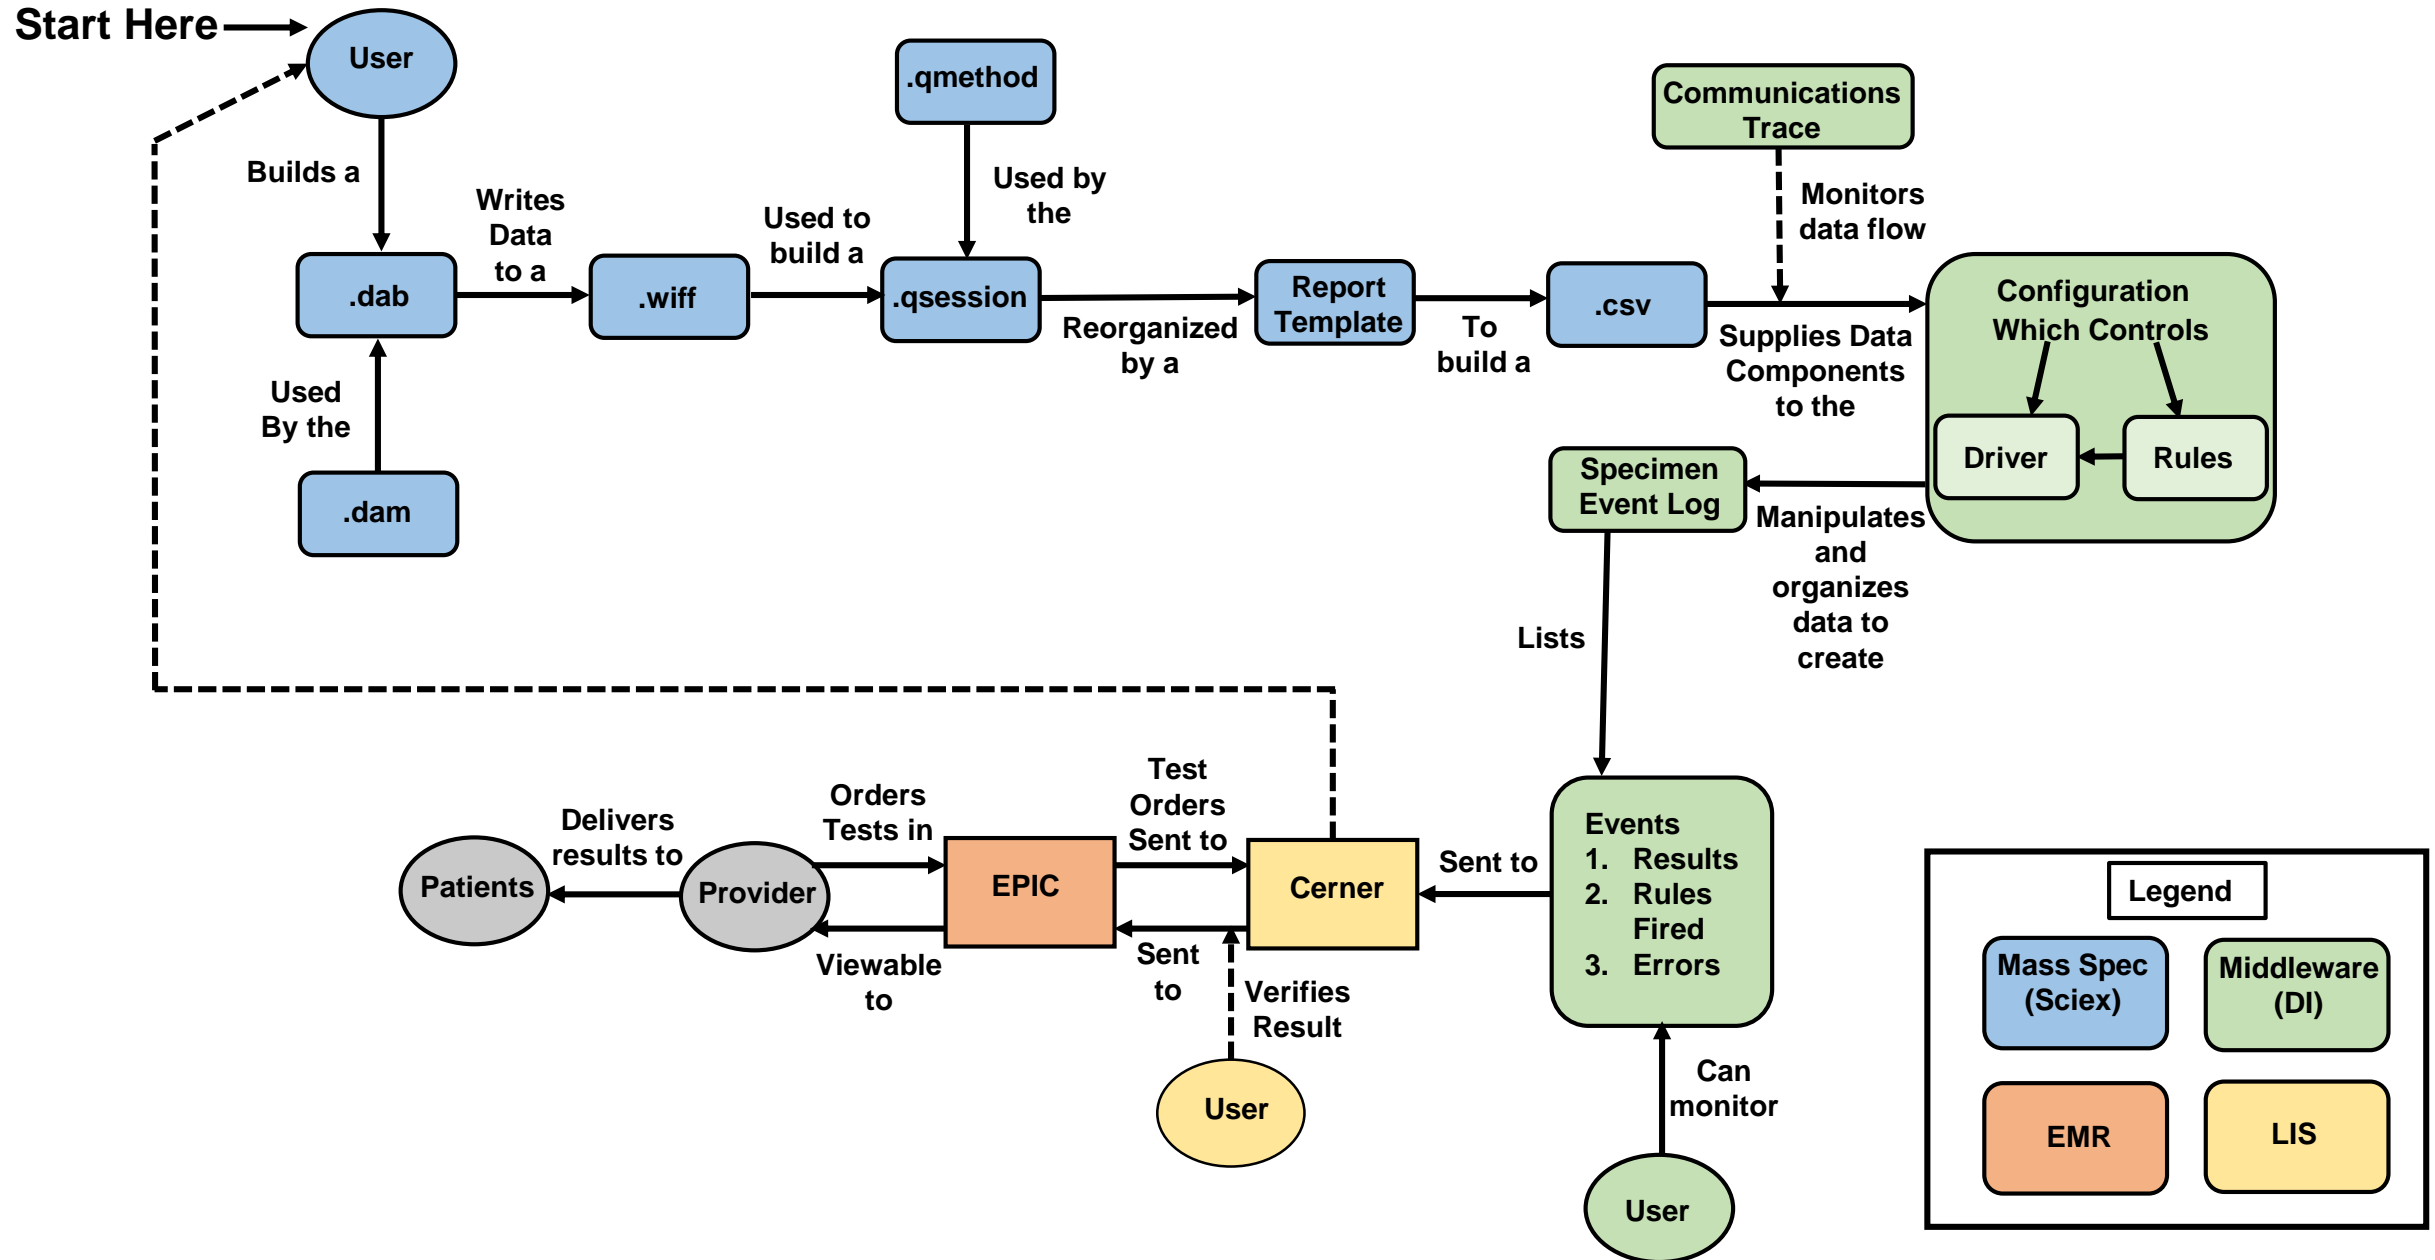 Start Here
User
Builds a
.dab
Used
By the
.dam
Writes
Data
to a
.wiff
Used to
build a
.qmethod
Used by
the
.qsession
Reorganized
by a
Report
Template
To
build a
.csv
Communications
Trace
Monitors
data flow
Supplies Data
Components
to the
Configuration
Which Controls
Driver
Rules
Specimen
Event Log
Manipulates
and
organizes
data to
create
Lists
Events
1. Results
2. Rules
Fired
3. Errors
Can
monitor
User
Sent to
Cerner
Test
Orders
Sent to
Sent
to
Verifies
Result
User
EPIC
Orders
Tests in
Viewable
to
Provider
Delivers
results to
Patients
Legend
Mass Spec
(Sciex)
Middleware
(DI)
EMR
LIS